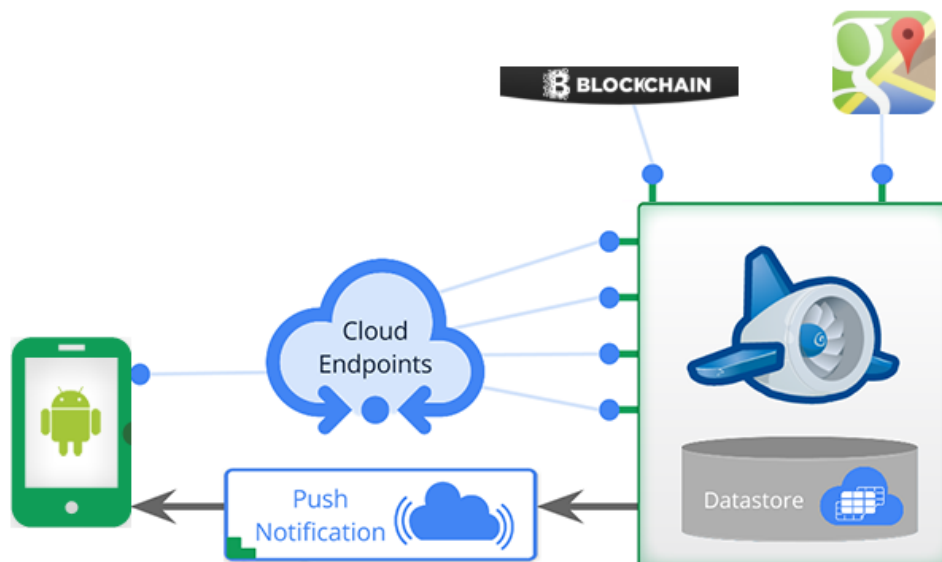 BLOCKCHAIN
Cloud
Endpoints
Push
Notification
Datastore